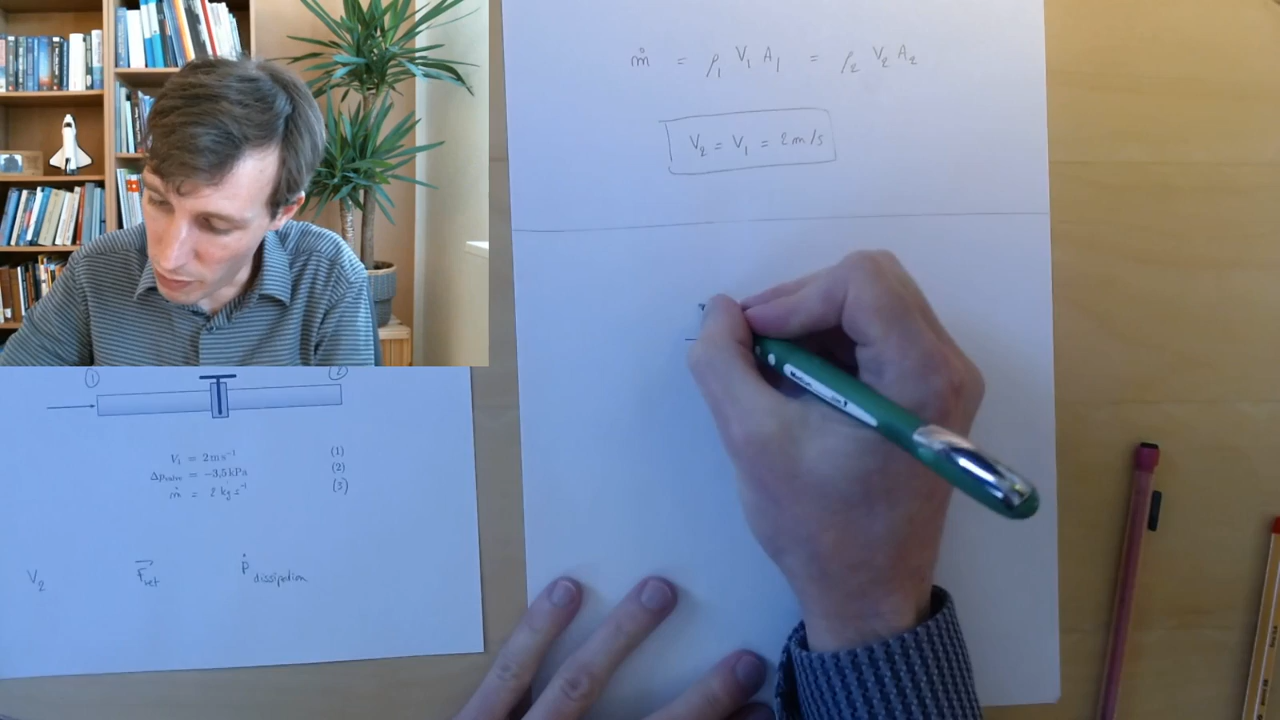 ṁ = ρ₁ V₁ A₁ = ρ₂ V₂ A₂
V₂ = V₁ = 2 m/s
① ②
V₁ = 2 m s⁻¹ (1)
Δp_valve = −3,5 kPa (2)
ṁ = 2 kg s⁻¹ (3)
V₂ F⃗_net Ṗ_dissipation